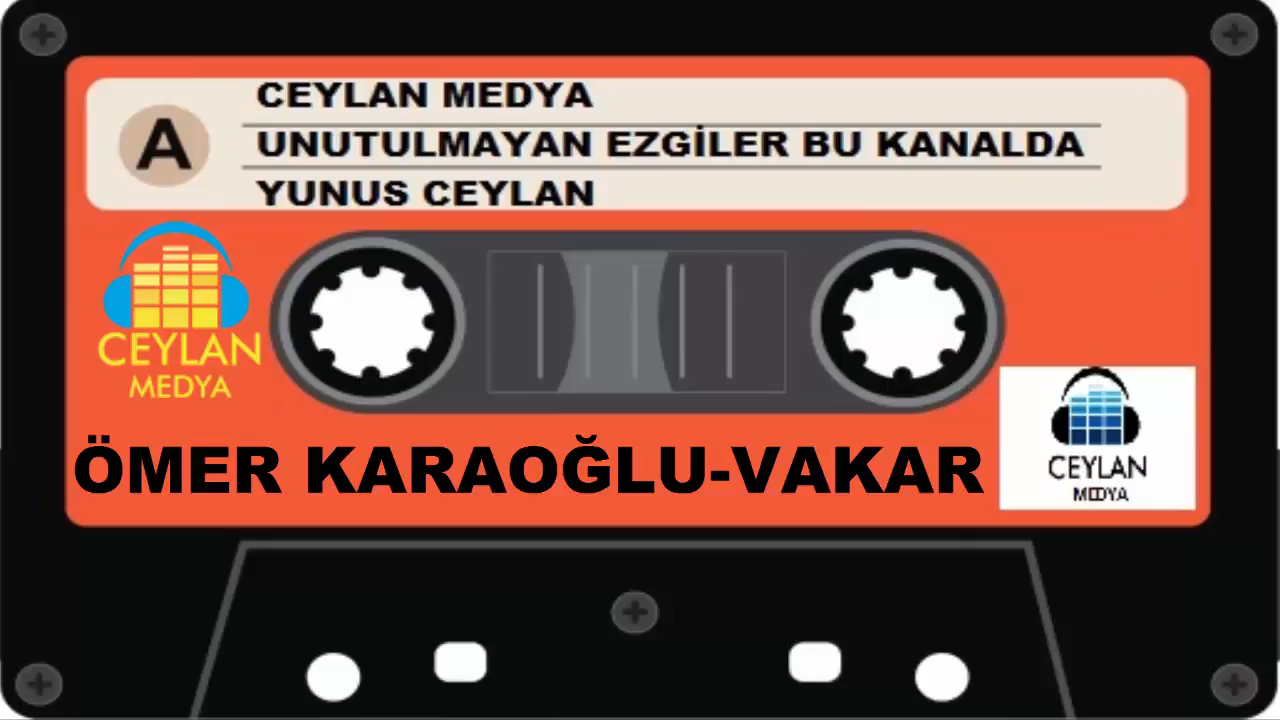 CEYLAN MEDYA
A
UNUTULMAYAN EZGİLER BU KANALDA
YUNUS CEYLAN
CEYLAN
MEDYA
ÖMER KARAOĞLU-VAKAR
CEYLAN
MEDYA